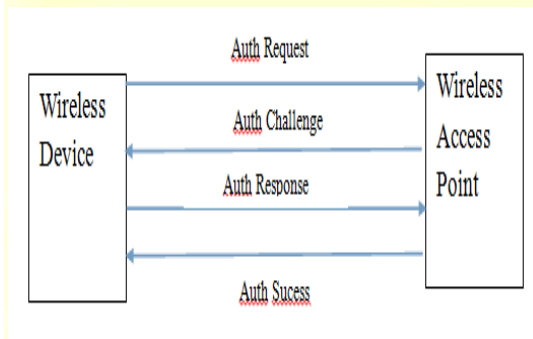 Auth Request
Wireless
Device
Auth Challenge
Wireless
Access
Point
Auth Response
Auth Sucess